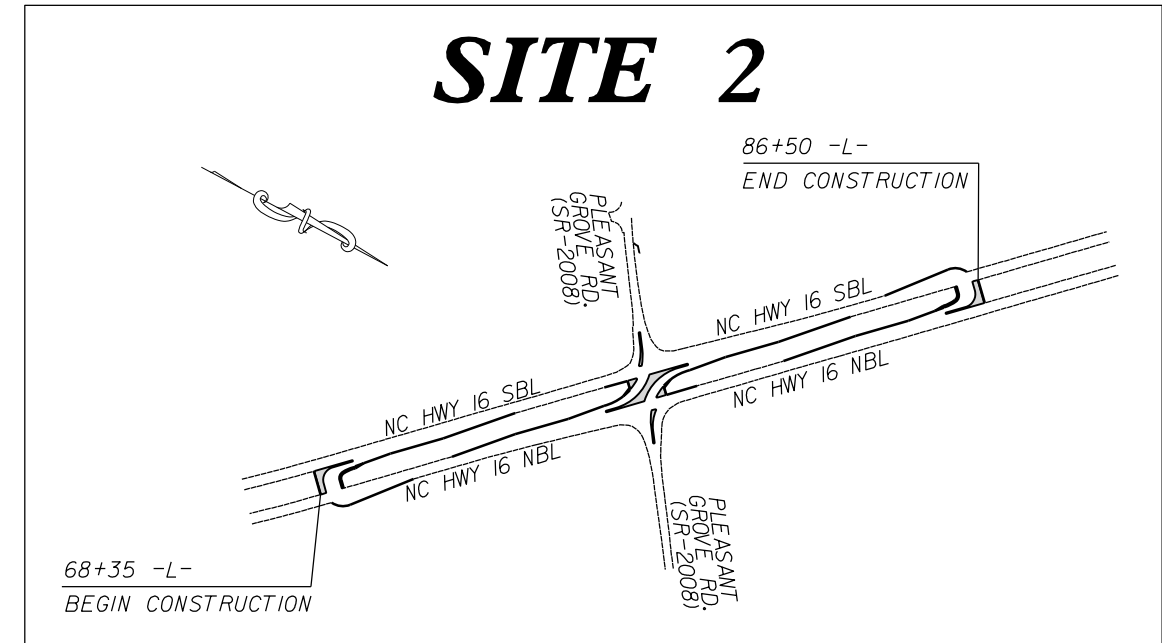 SITE 2
86+50 -L-
END CONSTRUCTION
PLEASANT
GROVE RD.
(SR-2008)
NC HWY 16 SBL
NC HWY 16 NBL
NC HWY 16 SBL
NC HWY 16 NBL
PLEASANT
GROVE RD.
(SR-2008)
68+35 -L-
BEGIN CONSTRUCTION